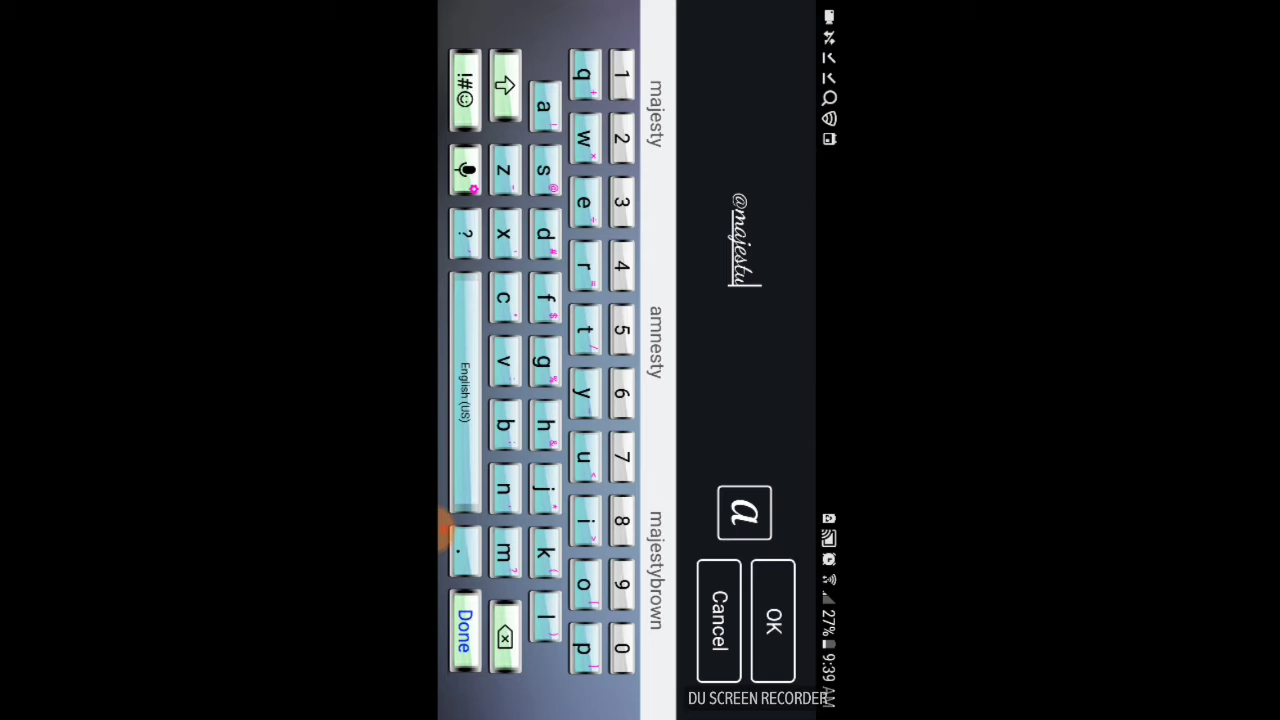 27% 9:39 AM
@majestu
a
OK
Cancel
DU SCREEN RECORDER
majesty amnesty majestybrown
1 2 3 4 5 6 7 8 9 0
q w e r t y u i o p
a s d f g h j k l
z x c v b n m
!#☺ ? English (US) . Done